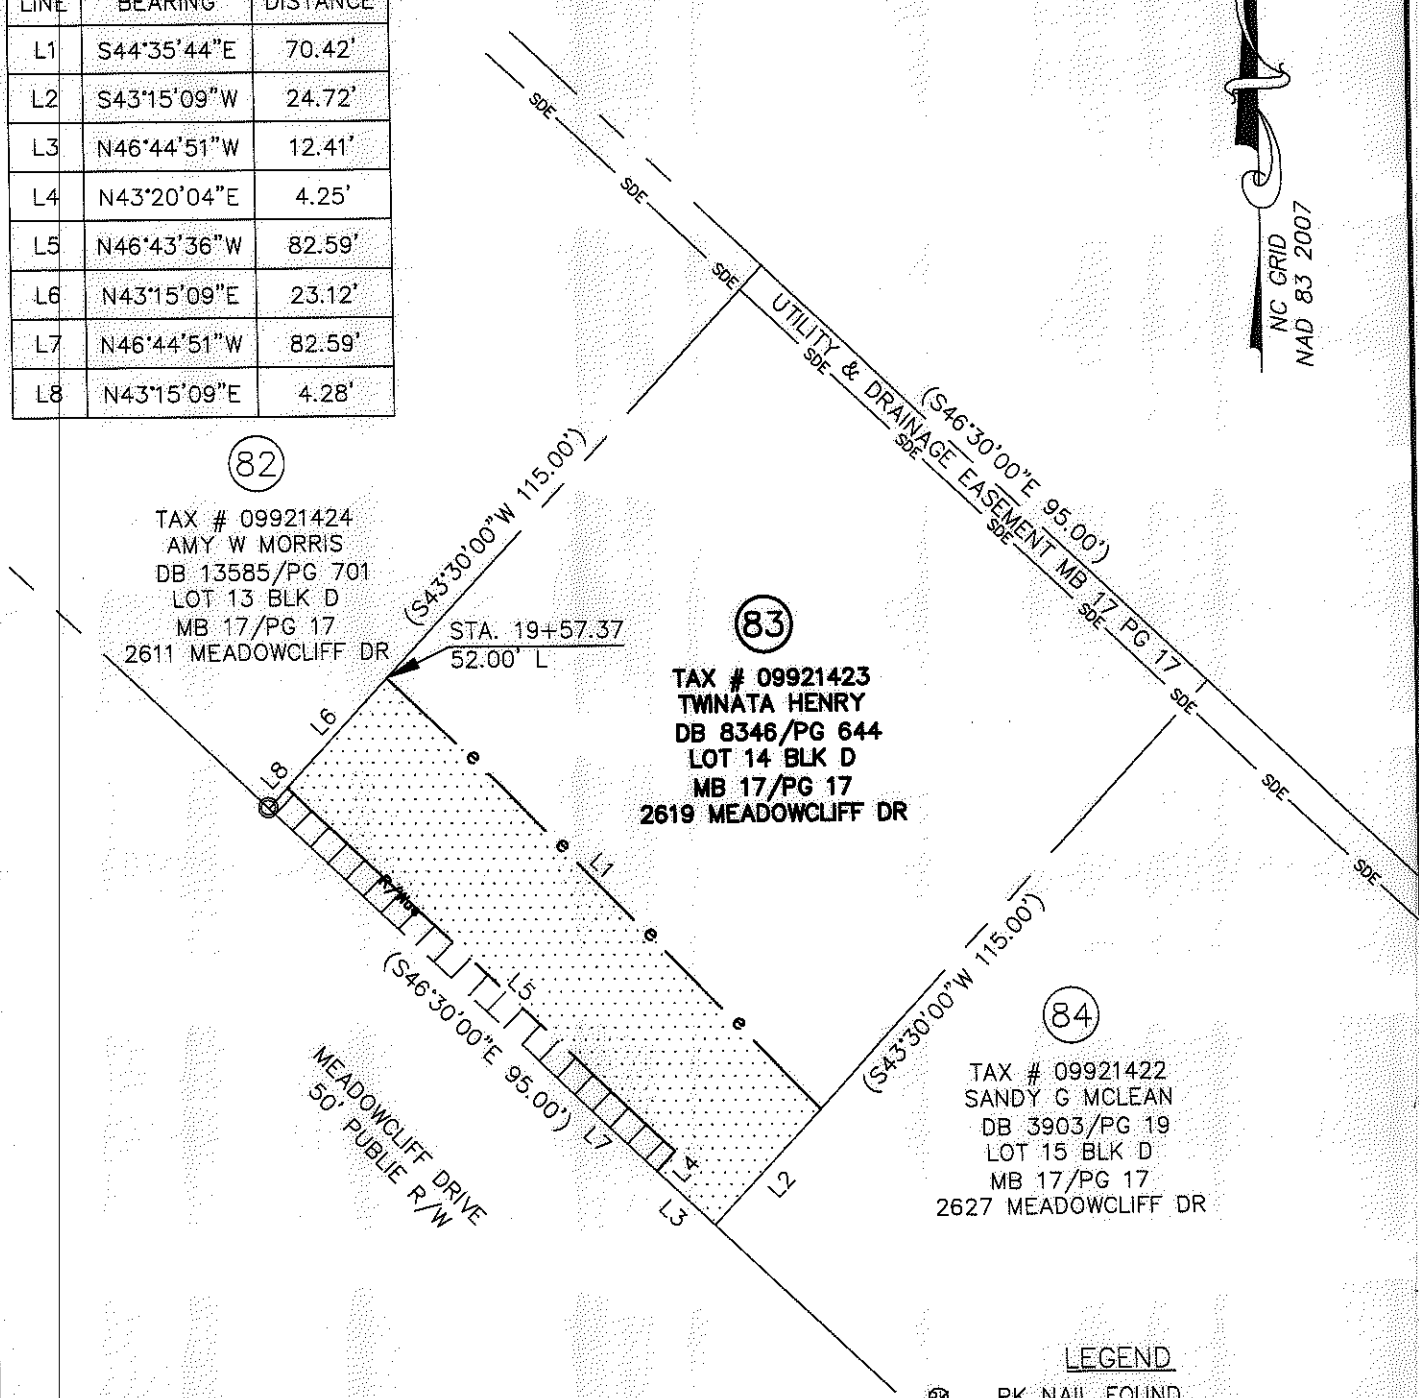 LINE BEARING DISTANCE
L1 S44°35'44"E 70.42'
L2 S43°15'09"W 24.72'
L3 N46°44'51"W 12.41'
L4 N43°20'04"E 4.25'
L5 N46°43'36"W 82.59'
L6 N43°15'09"E 23.12'
L7 N46°44'51"W 82.59'
L8 N43°15'09"E 4.28'
NC GRID
NAD 83 2007
SDE
SDE
SDE
SDE
SDE
SDE
SDE
SDE
SDE
SDE
UTILITY & DRAINAGE EASEMENT MB 17 PG 17
(S46°30'00"E 95.00')
(S43°30'00"W 115.00')
82
TAX # 09921424
AMY W MORRIS
DB 13585/PG 701
LOT 13 BLK D
MB 17/PG 17
2611 MEADOWCLIFF DR
STA. 19+57.37
52.00' L
83
TAX # 09921423
TWINATA HENRY
DB 8346/PG 644
LOT 14 BLK D
MB 17/PG 17
2619 MEADOWCLIFF DR
L6
L8
e
e
L1
e
e
R/W
L5
(S46°30'00"E 95.00')
L7
L4
L3
L2
(S43°30'00"W 115.00')
MEADOWCLIFF DRIVE
50' PUBLIE R/W
84
TAX # 09921422
SANDY G MCLEAN
DB 3903/PG 19
LOT 15 BLK D
MB 17/PG 17
2627 MEADOWCLIFF DR
LEGEND
PK NAIL FOUND